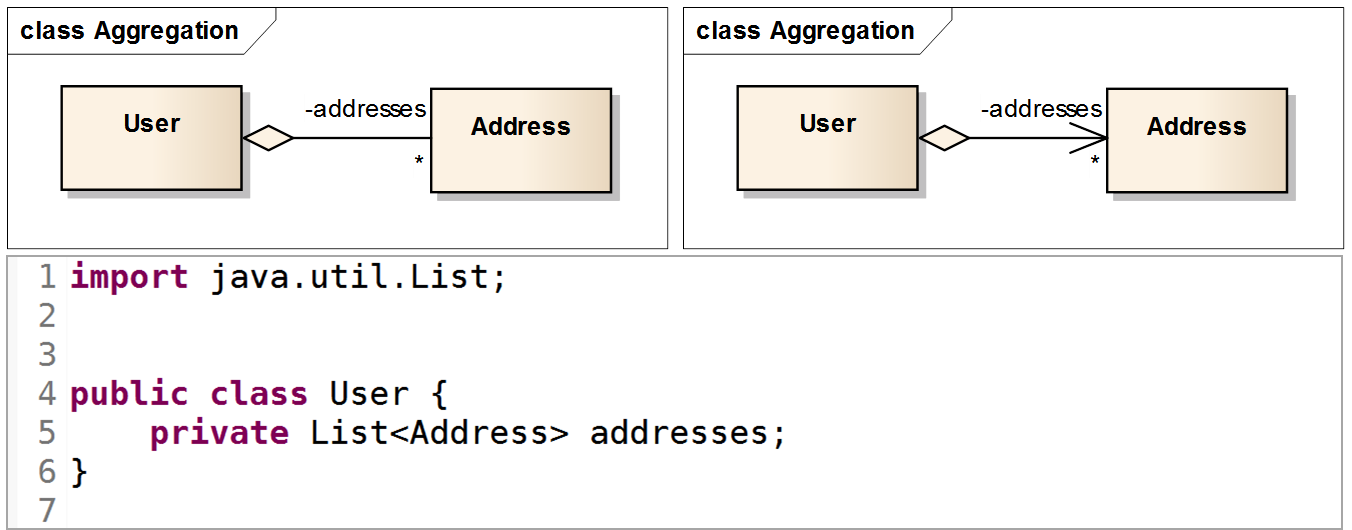 class Aggregation
User
-addresses
*
Address
class Aggregation
User
-addresses
*
Address
1 import java.util.List;
2
3
4 public class User {
5     private List<Address> addresses;
6 }
7